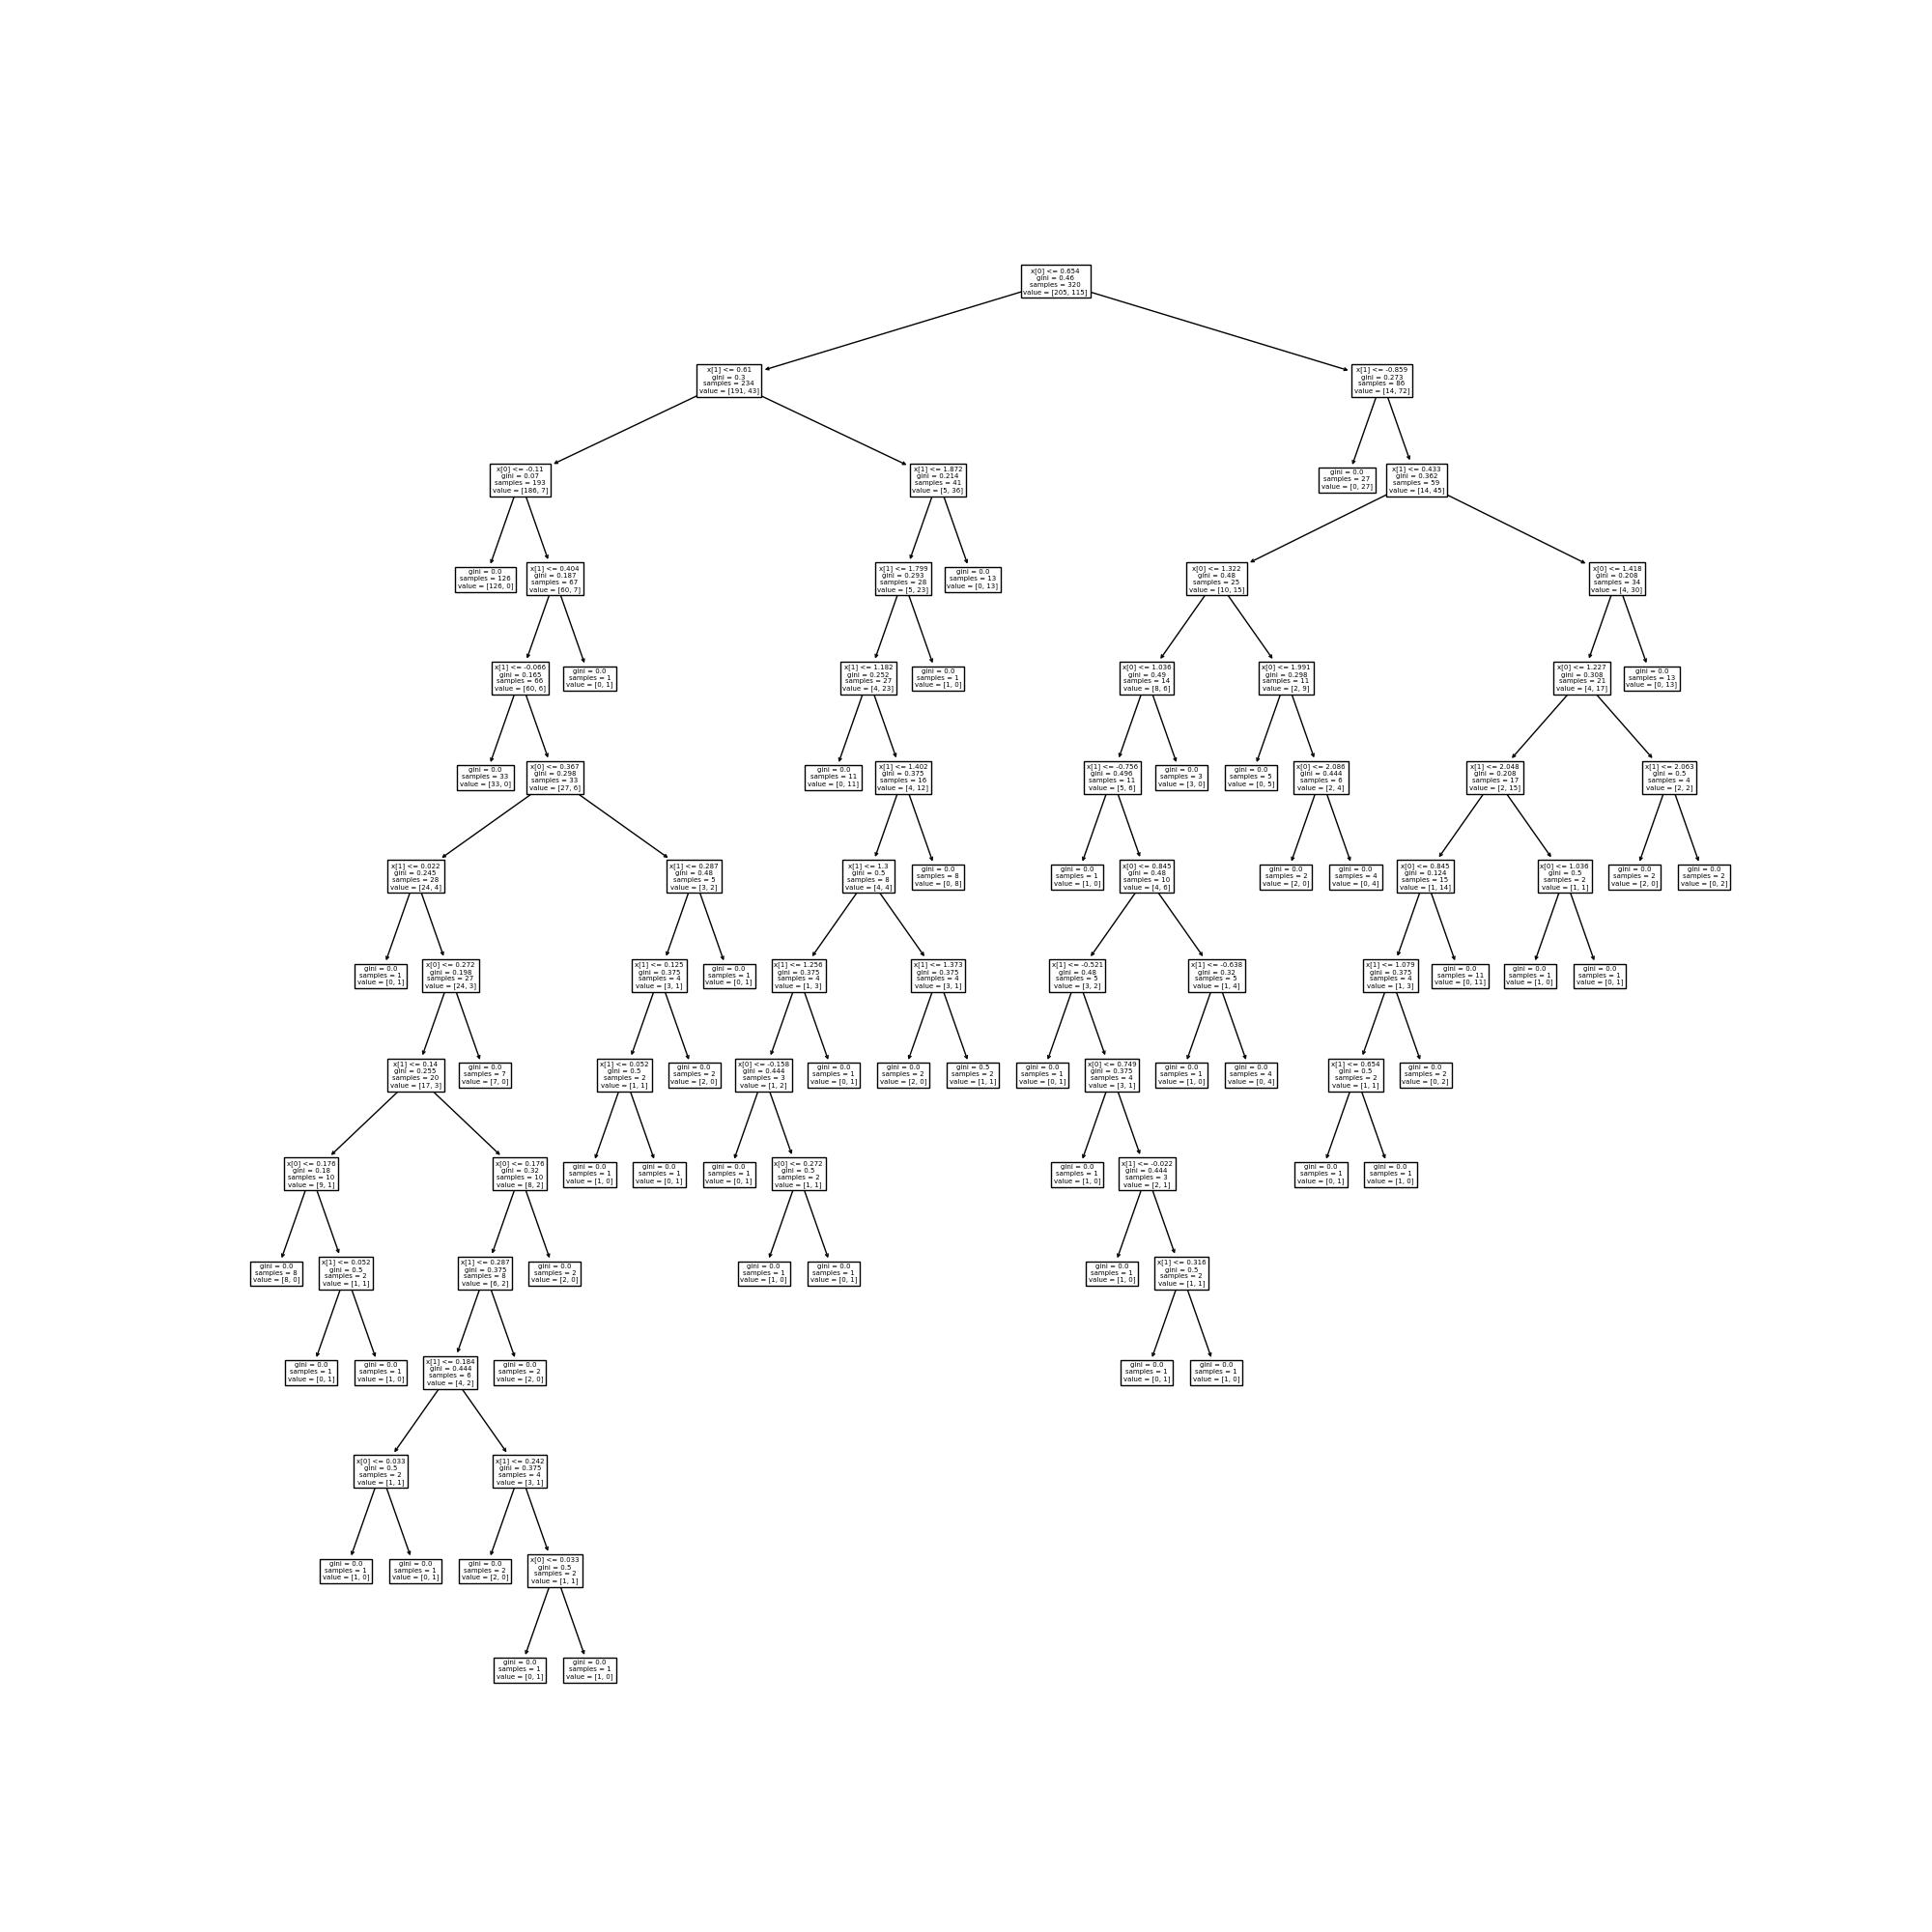 x[0] <= 0.654
gini = 0.46
samples = 320
value = [205, 115]
x[1] <= 0.61
gini = 0.3
samples = 234
value = [191, 43]
x[1] <= -0.859
gini = 0.273
samples = 86
value = [14, 72]
x[0] <= -0.11
gini = 0.07
samples = 193
value = [186, 7]
x[1] <= 1.872
gini = 0.214
samples = 41
value = [5, 36]
gini = 0.0
samples = 27
value = [0, 27]
x[1] <= 0.433
gini = 0.362
samples = 59
value = [14, 45]
gini = 0.0
samples = 126
value = [126, 0]
x[1] <= 0.404
gini = 0.187
samples = 67
value = [60, 7]
x[1] <= 1.799
gini = 0.293
samples = 28
value = [5, 23]
gini = 0.0
samples = 13
value = [0, 13]
x[0] <= 1.322
gini = 0.48
samples = 25
value = [10, 15]
x[0] <= 1.418
gini = 0.208
samples = 34
value = [4, 30]
x[1] <= -0.066
gini = 0.165
samples = 66
value = [60, 6]
gini = 0.0
samples = 1
value = [0, 1]
x[1] <= 1.182
gini = 0.252
samples = 27
value = [4, 23]
gini = 0.0
samples = 1
value = [1, 0]
x[0] <= 1.036
gini = 0.49
samples = 14
value = [8, 6]
x[0] <= 1.991
gini = 0.298
samples = 11
value = [2, 9]
x[0] <= 1.227
gini = 0.308
samples = 21
value = [4, 17]
gini = 0.0
samples = 13
value = [0, 13]
gini = 0.0
samples = 33
value = [33, 0]
x[0] <= 0.367
gini = 0.298
samples = 33
value = [27, 6]
gini = 0.0
samples = 11
value = [0, 11]
x[1] <= 1.402
gini = 0.375
samples = 16
value = [4, 12]
x[1] <= -0.756
gini = 0.496
samples = 11
value = [5, 6]
gini = 0.0
samples = 3
value = [3, 0]
gini = 0.0
samples = 5
value = [0, 5]
x[0] <= 2.086
gini = 0.444
samples = 6
value = [2, 4]
x[1] <= 2.048
gini = 0.208
samples = 17
value = [2, 15]
x[1] <= 2.063
gini = 0.5
samples = 4
value = [2, 2]
x[1] <= 0.022
gini = 0.245
samples = 28
value = [24, 4]
x[1] <= 0.287
gini = 0.48
samples = 5
value = [3, 2]
x[1] <= 1.3
gini = 0.5
samples = 8
value = [4, 4]
gini = 0.0
samples = 8
value = [0, 8]
gini = 0.0
samples = 1
value = [1, 0]
x[0] <= 0.845
gini = 0.48
samples = 10
value = [4, 6]
gini = 0.0
samples = 2
value = [2, 0]
gini = 0.0
samples = 4
value = [0, 4]
x[0] <= 0.845
gini = 0.124
samples = 15
value = [1, 14]
x[0] <= 1.036
gini = 0.5
samples = 2
value = [1, 1]
gini = 0.0
samples = 2
value = [2, 0]
gini = 0.0
samples = 2
value = [0, 2]
gini = 0.0
samples = 1
value = [0, 1]
x[0] <= 0.272
gini = 0.198
samples = 27
value = [24, 3]
x[1] <= 0.125
gini = 0.375
samples = 4
value = [3, 1]
gini = 0.0
samples = 1
value = [0, 1]
x[1] <= 1.256
gini = 0.375
samples = 4
value = [1, 3]
x[1] <= 1.373
gini = 0.375
samples = 4
value = [3, 1]
x[1] <= -0.521
gini = 0.48
samples = 5
value = [3, 2]
x[1] <= -0.638
gini = 0.32
samples = 5
value = [1, 4]
x[1] <= 1.079
gini = 0.375
samples = 4
value = [1, 3]
gini = 0.0
samples = 11
value = [0, 11]
gini = 0.0
samples = 1
value = [1, 0]
gini = 0.0
samples = 1
value = [0, 1]
x[1] <= 0.14
gini = 0.255
samples = 20
value = [17, 3]
gini = 0.0
samples = 7
value = [7, 0]
x[1] <= 0.052
gini = 0.5
samples = 2
value = [1, 1]
gini = 0.0
samples = 2
value = [2, 0]
x[0] <= -0.158
gini = 0.444
samples = 3
value = [1, 2]
gini = 0.0
samples = 1
value = [0, 1]
gini = 0.0
samples = 2
value = [2, 0]
gini = 0.5
samples = 2
value = [1, 1]
gini = 0.0
samples = 1
value = [0, 1]
x[0] <= 0.749
gini = 0.375
samples = 4
value = [3, 1]
gini = 0.0
samples = 1
value = [1, 0]
gini = 0.0
samples = 4
value = [0, 4]
x[1] <= 0.654
gini = 0.5
samples = 2
value = [1, 1]
gini = 0.0
samples = 2
value = [0, 2]
x[0] <= 0.176
gini = 0.18
samples = 10
value = [9, 1]
x[0] <= 0.176
gini = 0.32
samples = 10
value = [8, 2]
gini = 0.0
samples = 1
value = [1, 0]
gini = 0.0
samples = 1
value = [0, 1]
gini = 0.0
samples = 1
value = [0, 1]
x[0] <= 0.272
gini = 0.5
samples = 2
value = [1, 1]
gini = 0.0
samples = 1
value = [1, 0]
x[1] <= -0.022
gini = 0.444
samples = 3
value = [2, 1]
gini = 0.0
samples = 1
value = [0, 1]
gini = 0.0
samples = 1
value = [1, 0]
gini = 0.0
samples = 8
value = [8, 0]
x[1] <= 0.052
gini = 0.5
samples = 2
value = [1, 1]
x[1] <= 0.287
gini = 0.375
samples = 8
value = [6, 2]
gini = 0.0
samples = 2
value = [2, 0]
gini = 0.0
samples = 1
value = [1, 0]
gini = 0.0
samples = 1
value = [0, 1]
gini = 0.0
samples = 1
value = [1, 0]
x[1] <= 0.316
gini = 0.5
samples = 2
value = [1, 1]
gini = 0.0
samples = 1
value = [0, 1]
gini = 0.0
samples = 1
value = [1, 0]
x[1] <= 0.184
gini = 0.444
samples = 6
value = [4, 2]
gini = 0.0
samples = 2
value = [2, 0]
gini = 0.0
samples = 1
value = [0, 1]
gini = 0.0
samples = 1
value = [1, 0]
x[0] <= 0.033
gini = 0.5
samples = 2
value = [1, 1]
x[1] <= 0.242
gini = 0.375
samples = 4
value = [3, 1]
gini = 0.0
samples = 1
value = [1, 0]
gini = 0.0
samples = 1
value = [0, 1]
gini = 0.0
samples = 2
value = [2, 0]
x[0] <= 0.033
gini = 0.5
samples = 2
value = [1, 1]
gini = 0.0
samples = 1
value = [0, 1]
gini = 0.0
samples = 1
value = [1, 0]